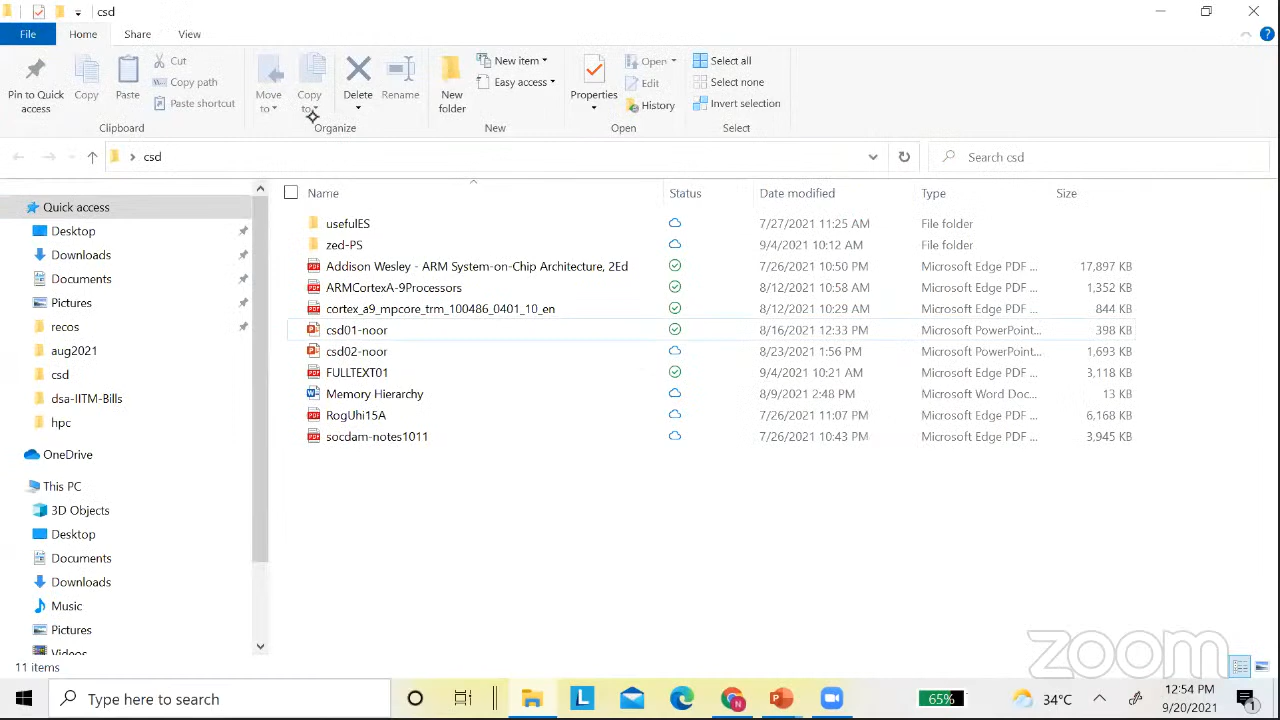 csd
File Home Share View
Pin to Quick access
Copy
Paste
Cut
Copy path
Paste shortcut
Clipboard
Move to
Copy to
Delete
Rename
Organize
New folder
New item
Easy access
New
Properties
Open
Edit
History
Open
Select all
Select none
Invert selection
Select
csd
Search csd
Name Status Date modified Type Size
usefulES 7/27/2021 11:25 AM File folder
zed-PS 9/4/2021 10:12 AM File folder
Addison Wesley - ARM System-on-Chip Architecture, 2Ed 7/26/2021 10:50 PM Microsoft Edge PDF ... 17,897 KB
ARMCortexA-9Processors 8/12/2021 10:58 AM Microsoft Edge PDF ... 1,352 KB
cortex_a9_mpcore_trm_100486_0401_10_en 8/12/2021 10:29 AM Microsoft Edge PDF ... 844 KB
csd01-noor 8/16/2021 12:33 PM Microsoft PowerPoint... 398 KB
csd02-noor 8/23/2021 1:56 PM Microsoft PowerPoint... 1,693 KB
FULLTEXT01 9/4/2021 10:21 AM Microsoft Edge PDF ... 3,118 KB
Memory Hierarchy 8/9/2021 2:48 PM Microsoft Word Doc... 13 KB
RogUhi15A 7/26/2021 11:07 PM Microsoft Edge PDF ... 6,168 KB
socdam-notes1011 7/26/2021 10:43 PM Microsoft Edge PDF ... 3,945 KB
Quick access
Desktop
Downloads
Documents
Pictures
recos
aug2021
csd
dsa-IITM-Bills
hpc
OneDrive
This PC
3D Objects
Desktop
Documents
Downloads
Music
Pictures
Videos
11 items
zoom
Type here to search
65%
34°C
12:54 PM
9/20/2021
1